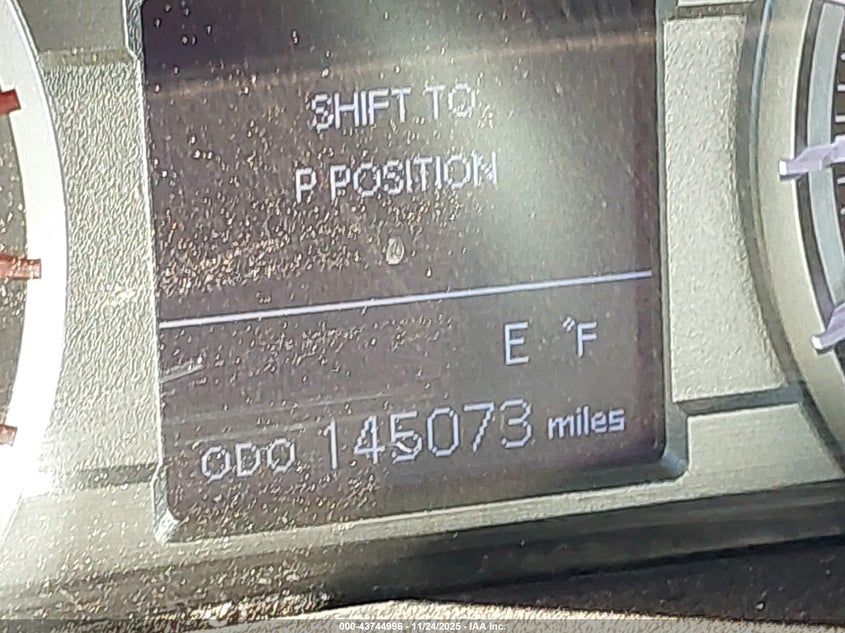 SHIFT TO
P POSITION
E °F
ODO 145073 miles
000-43744996 - 11/24/2025 - IAA Inc.